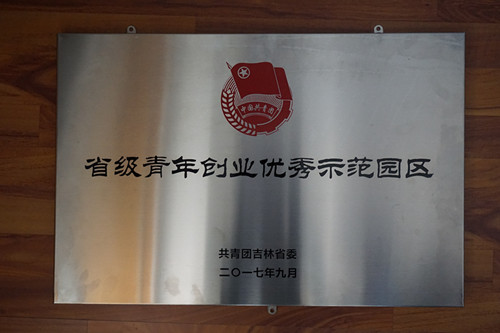 中国共青团
省级青年创业优秀示范园区
共青团吉林省委
二〇一七年九月